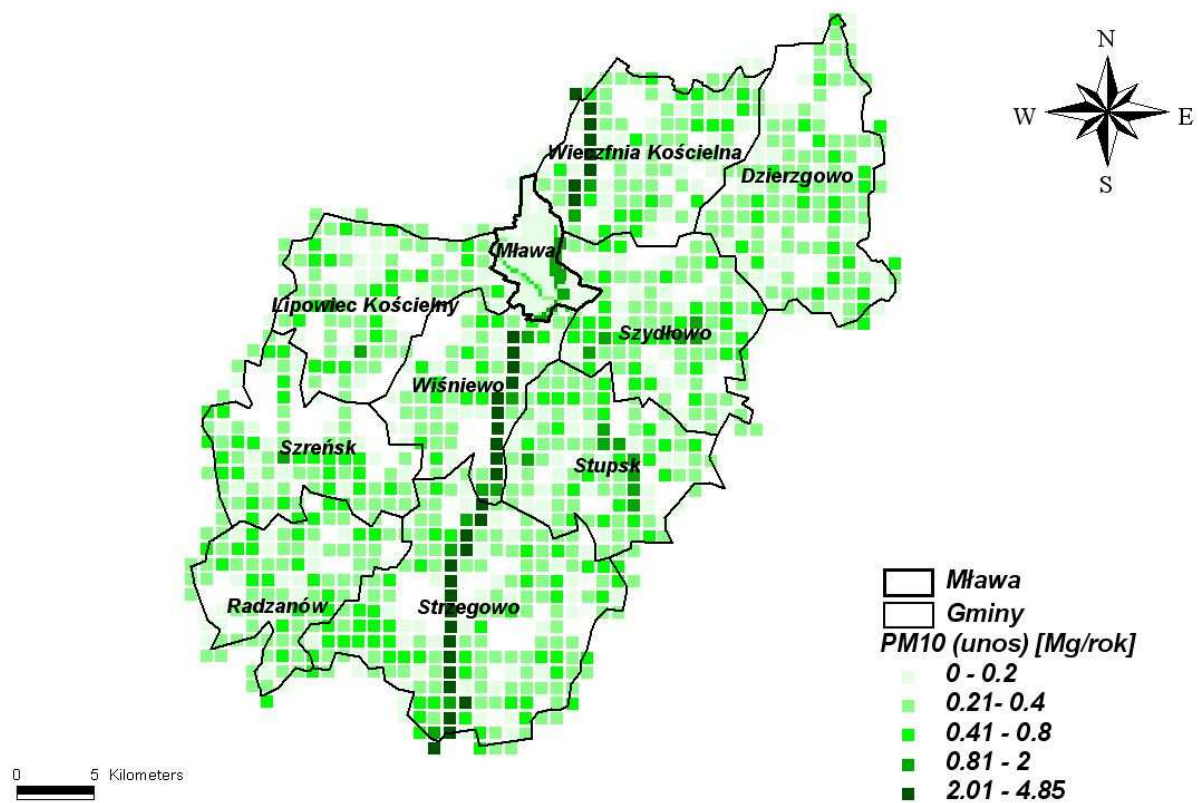 N
W E
S
Wieczfnia Kościelna
Dzierzgowo
Mława
Lipowiec Kościelny
Szydłowo
Wiśniewo
Szreńsk
Stupsk
Radzanów
Strzegowo
Mława
Gminy
PM10 (unos) [Mg/rok]
0 - 0.2
0.21- 0.4
0.41 - 0.8
0.81 - 2
2.01 - 4.85
0 5 Kilometers